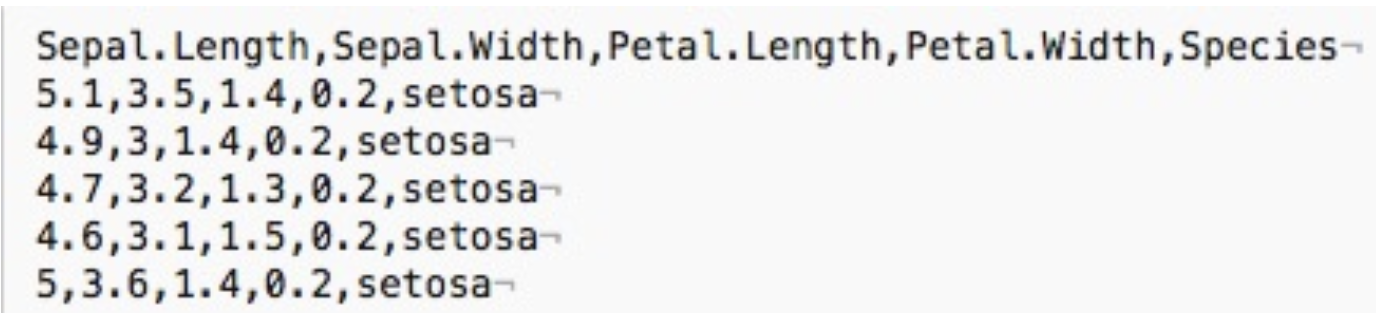 Sepal.Length,Sepal.Width,Petal.Length,Petal.Width,Species¬
5.1,3.5,1.4,0.2,setosa¬
4.9,3,1.4,0.2,setosa¬
4.7,3.2,1.3,0.2,setosa¬
4.6,3.1,1.5,0.2,setosa¬
5,3.6,1.4,0.2,setosa¬